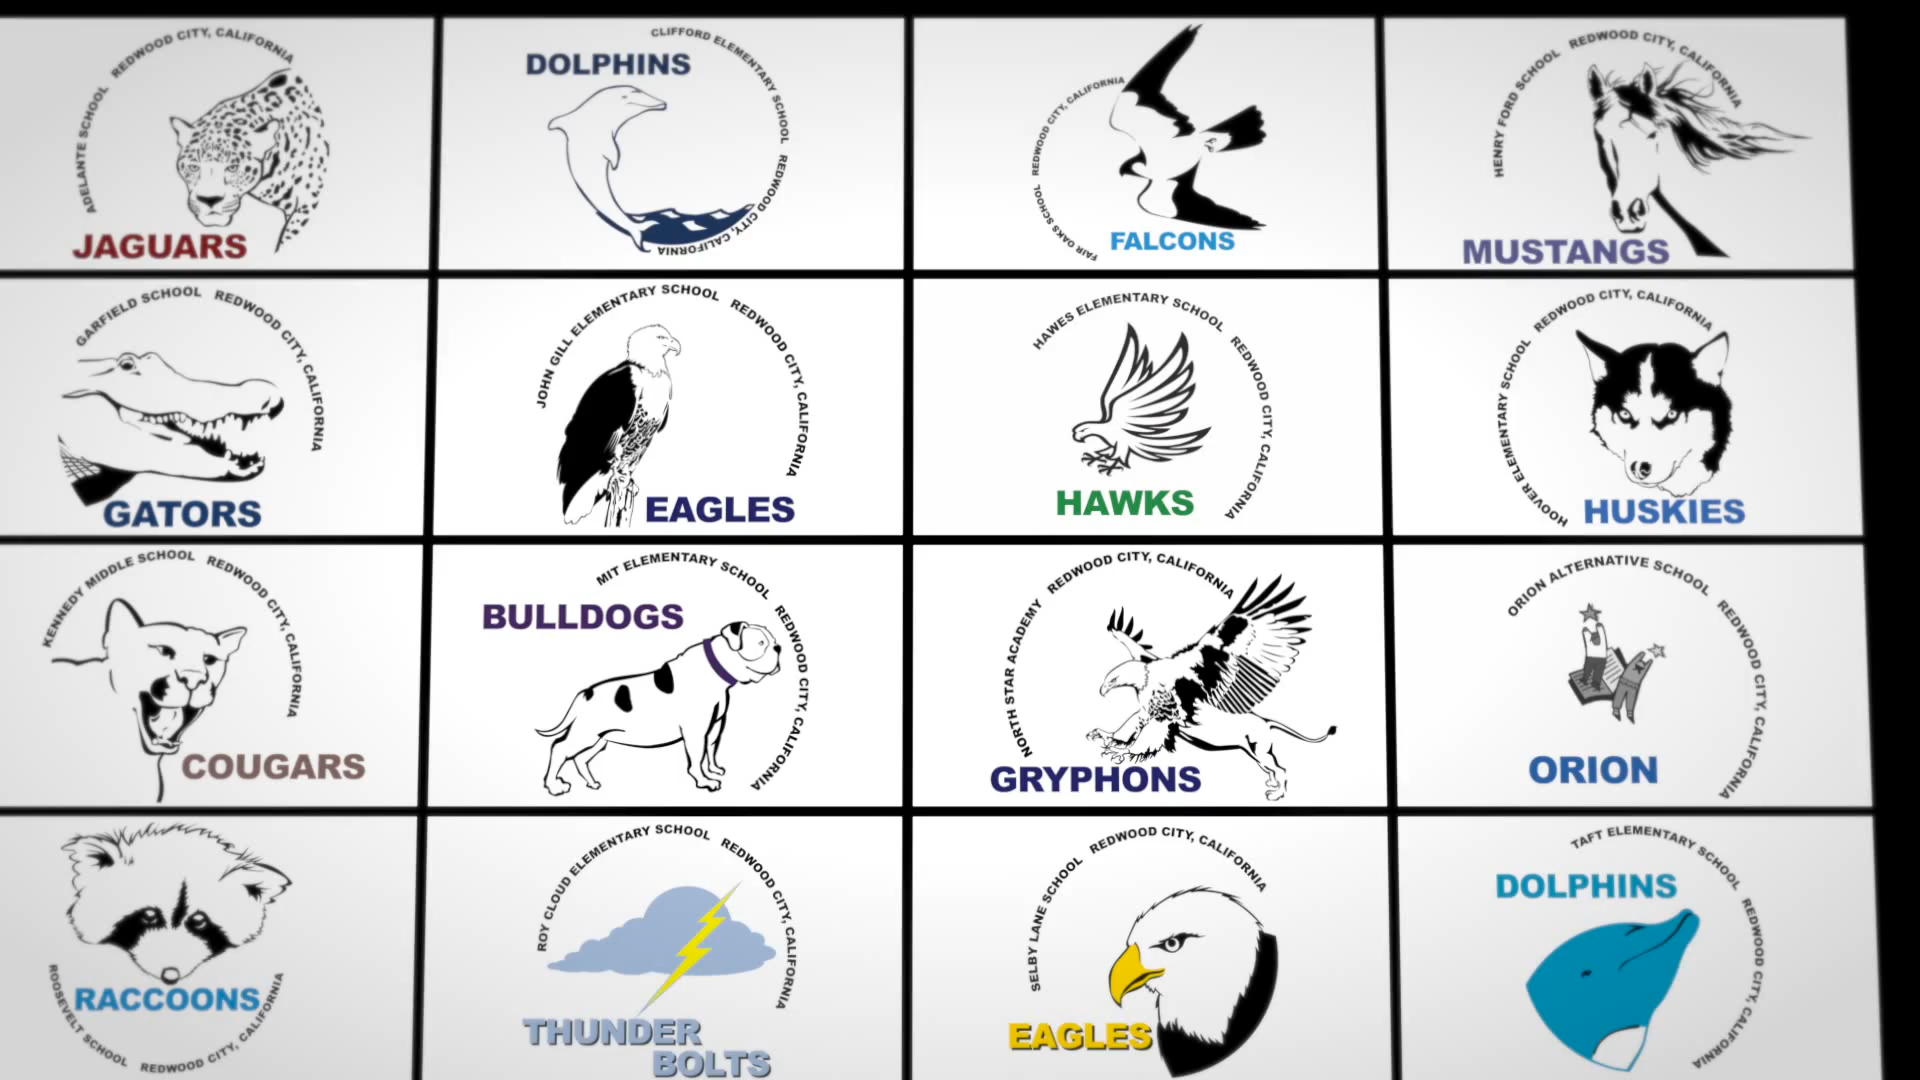 ADELANTE SCHOOL REDWOOD CITY, CALIFORNIA
JAGUARS
DOLPHINS
CLIFFORD ELEMENTARY SCHOOL REDWOOD CITY, CALIFORNIA
FAIR OAKS SCHOOL REDWOOD CITY, CALIFORNIA
FALCONS
HENRY FORD SCHOOL REDWOOD CITY, CALIFORNIA
MUSTANGS
GARFIELD SCHOOL REDWOOD CITY, CALIFORNIA
GATORS
JOHN GILL ELEMENTARY SCHOOL REDWOOD CITY, CALIFORNIA
EAGLES
HAWES ELEMENTARY SCHOOL REDWOOD CITY, CALIFORNIA
HAWKS
HOOVER ELEMENTARY SCHOOL REDWOOD CITY, CALIFORNIA
HUSKIES
KENNEDY MIDDLE SCHOOL REDWOOD CITY, CALIFORNIA
COUGARS
MIT ELEMENTARY SCHOOL REDWOOD CITY, CALIFORNIA
BULLDOGS
NORTH STAR ACADEMY REDWOOD CITY, CALIFORNIA
GRYPHONS
ORION ALTERNATIVE SCHOOL REDWOOD CITY, CALIFORNIA
ORION
RACCOONS
ROOSEVELT SCHOOL REDWOOD CITY, CALIFORNIA
ROY CLOUD ELEMENTARY SCHOOL REDWOOD CITY, CALIFORNIA
THUNDER
BOLTS
SELBY LANE SCHOOL REDWOOD CITY, CALIFORNIA
EAGLES
TAFT ELEMENTARY SCHOOL REDWOOD CITY, CALIFORNIA
DOLPHINS